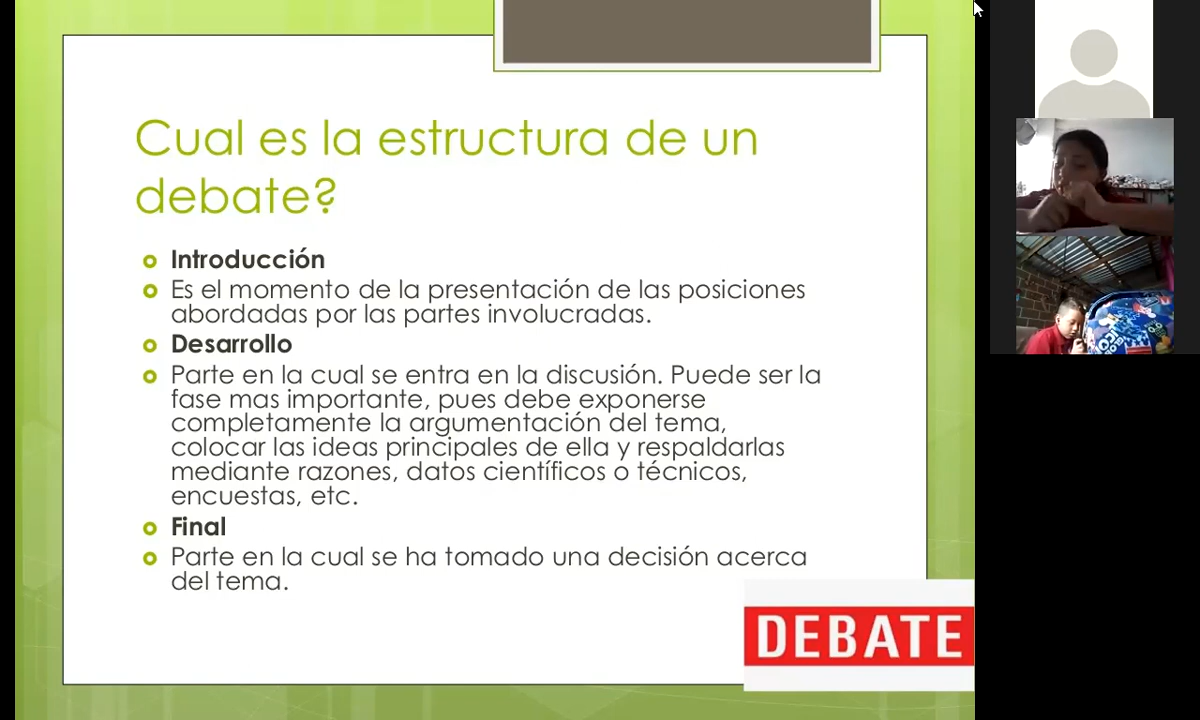 Cual es la estructura de un
debate?
Introducción
Es el momento de la presentación de las posiciones
abordadas por las partes involucradas.
Desarrollo
Parte en la cual se entra en la discusión. Puede ser la
fase mas importante, pues debe exponerse
completamente la argumentación del tema,
colocar las ideas principales de ella y respaldarlas
mediante razones, datos científicos o técnicos,
encuestas, etc.
Final
Parte en la cual se ha tomado una decisión acerca
del tema.
DEBATE